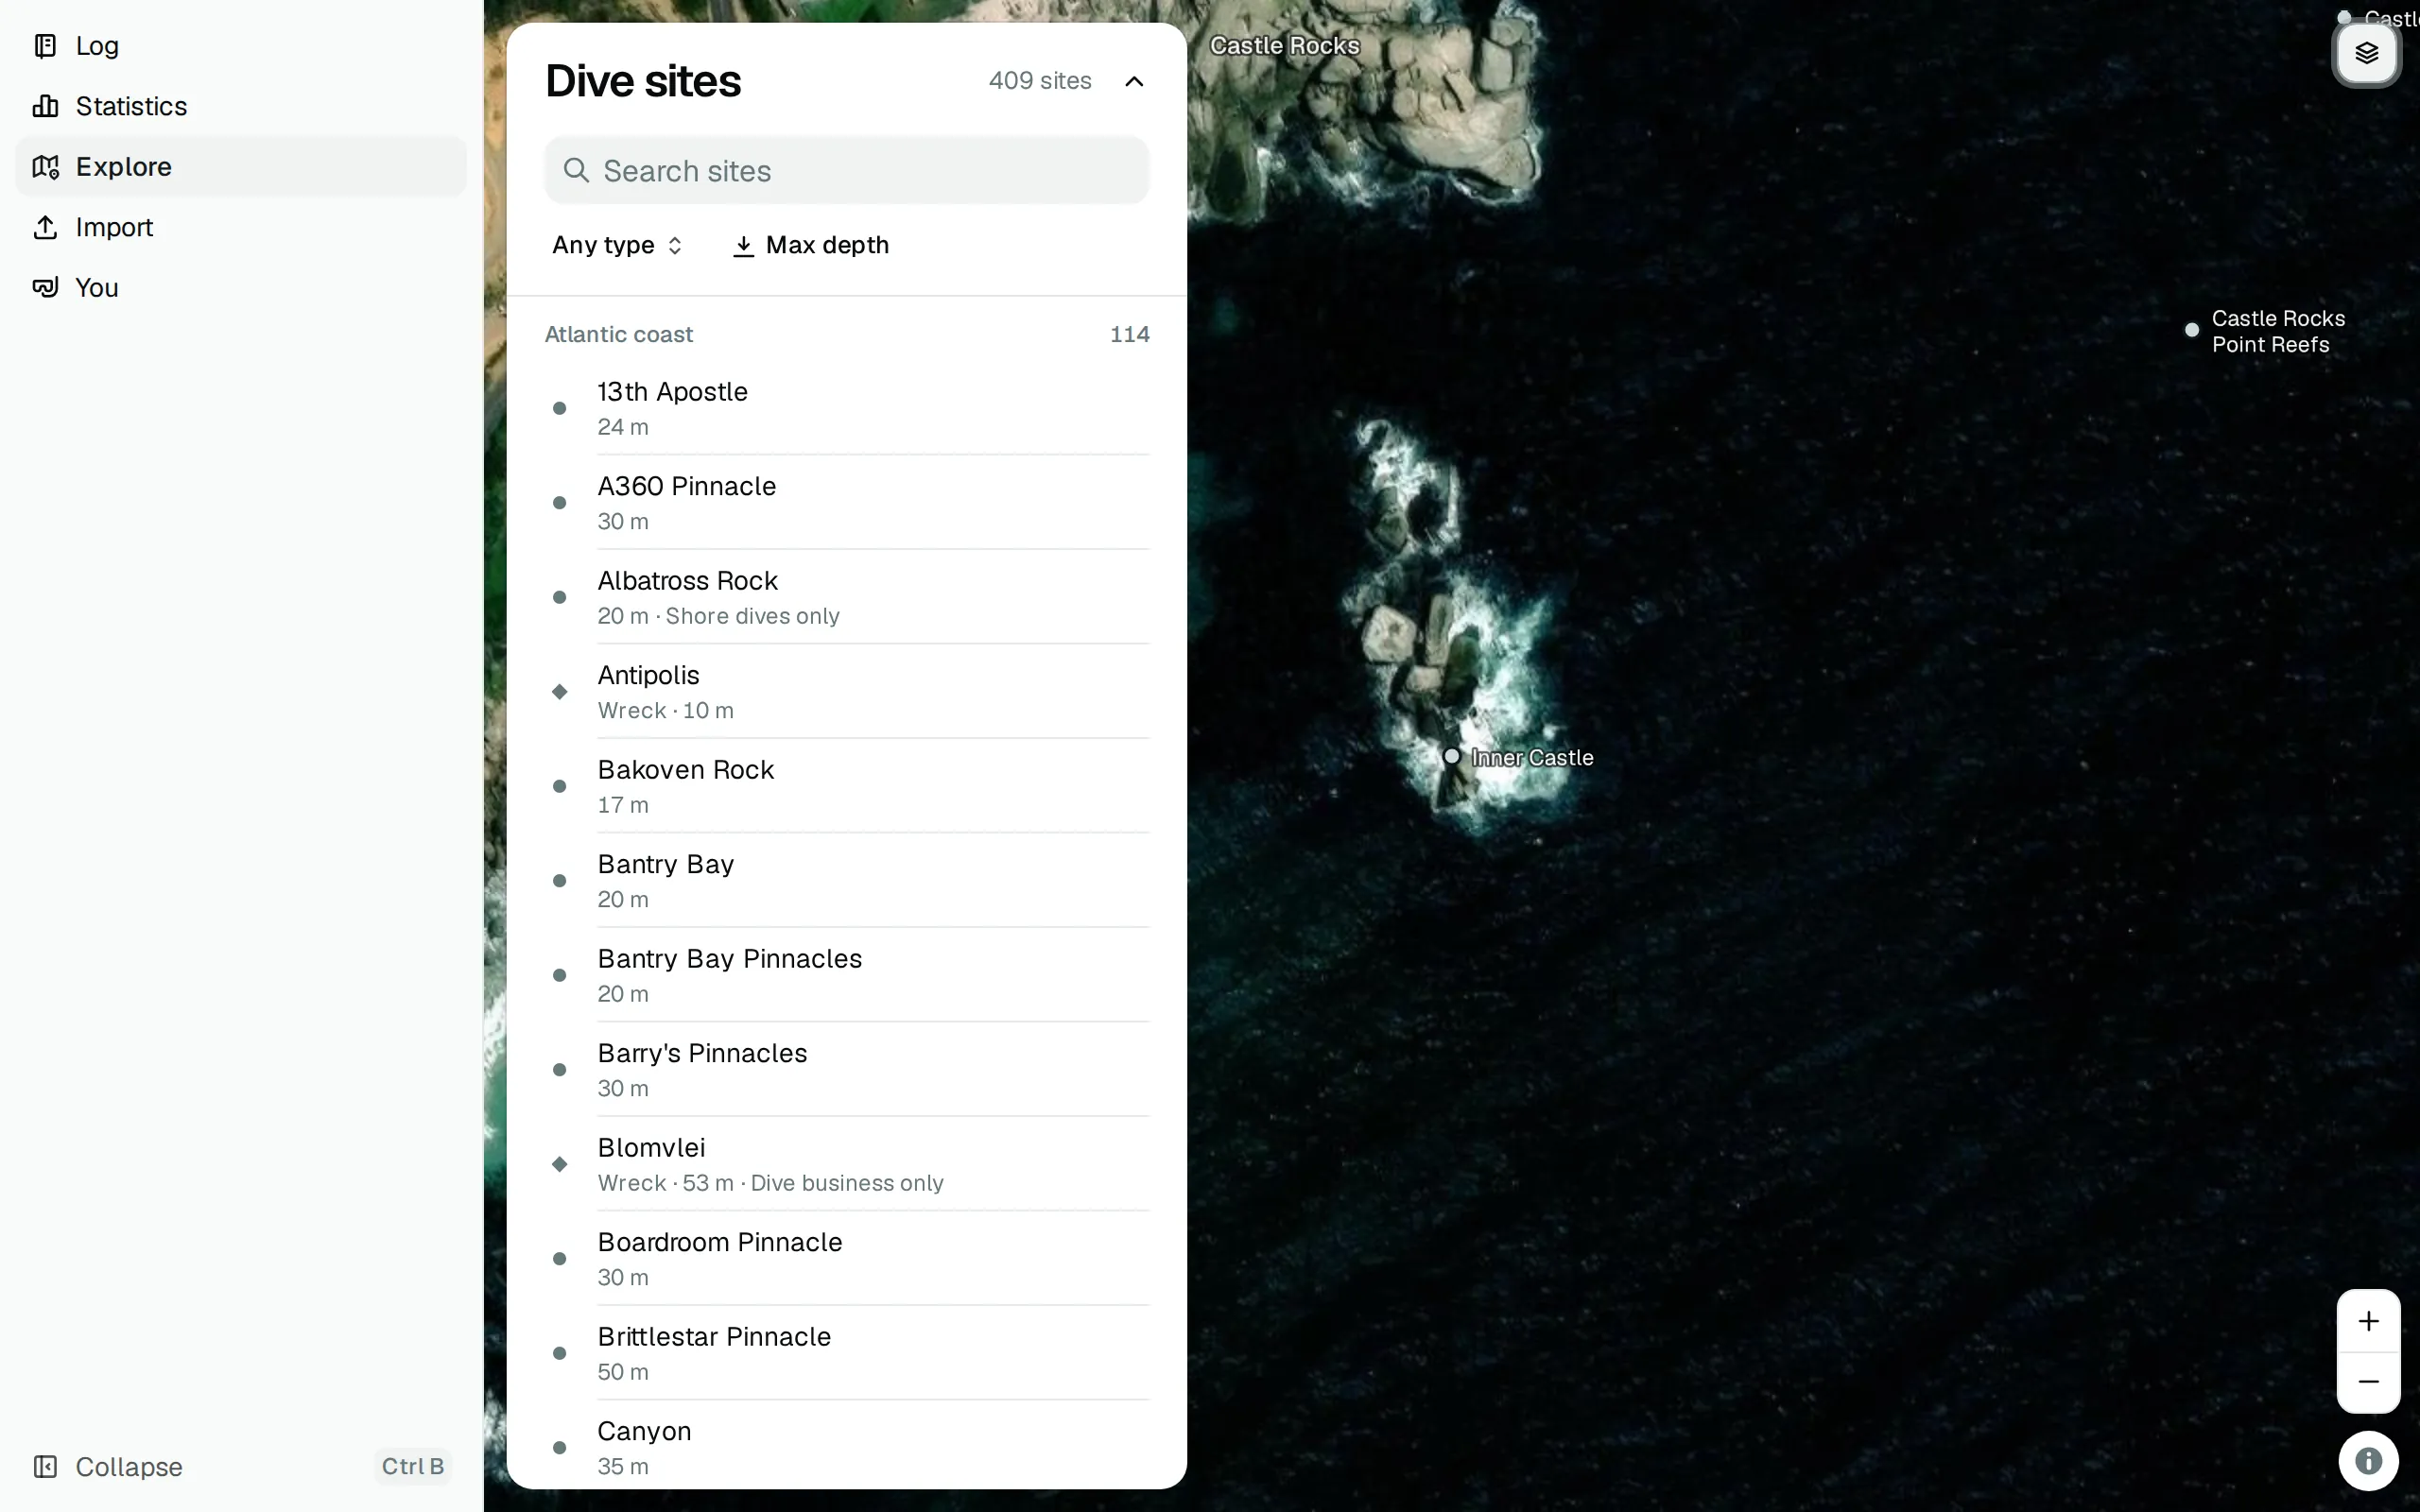 Log
Statistics
Explore
Import
You
Collapse
Ctrl B
Dive sites
409 sites
Search sites
Any type
Max depth
Atlantic coast
114
13th Apostle
24 m
A360 Pinnacle
30 m
Albatross Rock
20 m · Shore dives only
Antipolis
Wreck · 10 m
Bakoven Rock
17 m
Bantry Bay
20 m
Bantry Bay Pinnacles
20 m
Barry's Pinnacles
30 m
Blomvlei
Wreck · 53 m · Dive business only
Boardroom Pinnacle
30 m
Brittlestar Pinnacle
50 m
Canyon
35 m
Castle Rocks
Castle Rocks
Point Reefs
Inner Castle